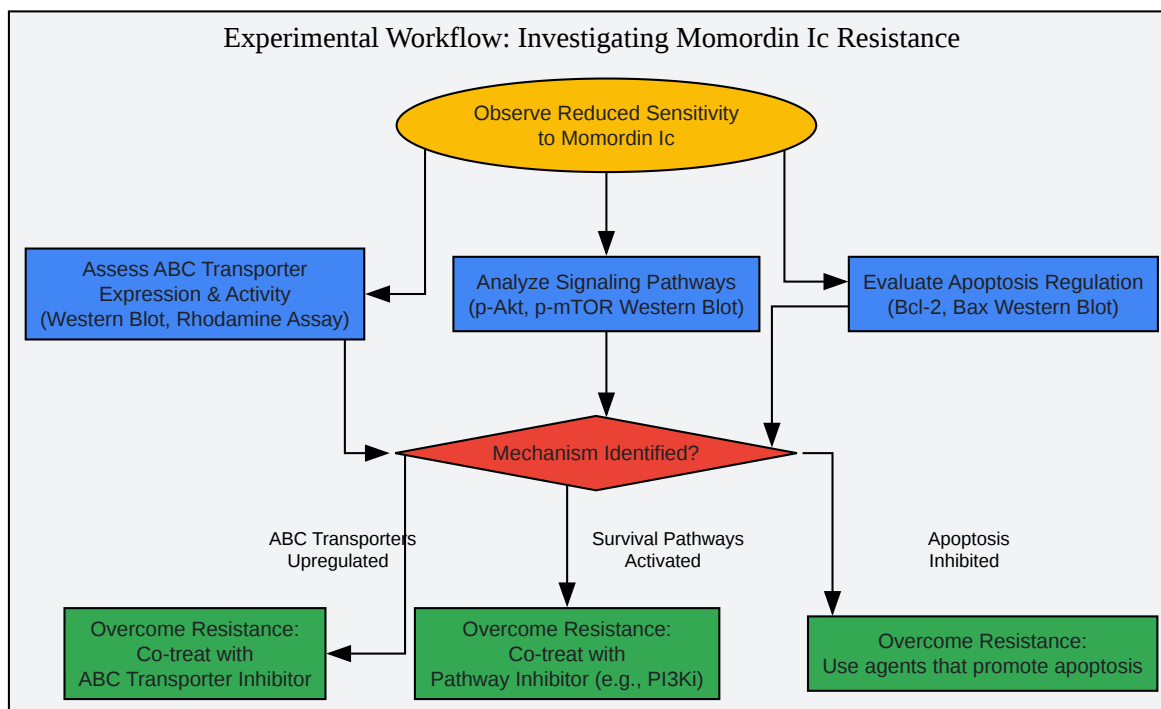 Experimental Workflow: Investigating Momordin Ic Resistance
Observe Reduced Sensitivity
to Momordin Ic
Assess ABC Transporter
Expression & Activity
(Western Blot, Rhodamine Assay)
Analyze Signaling Pathways
(p-Akt, p-mTOR Western Blot)
Evaluate Apoptosis Regulation
(Bcl-2, Bax Western Blot)
Mechanism Identified?
ABC Transporters
Upregulated
Survival Pathways
Activated
Apoptosis
Inhibited
Overcome Resistance:
Co-treat with
ABC Transporter Inhibitor
Overcome Resistance:
Co-treat with
Pathway Inhibitor (e.g., PI3Ki)
Overcome Resistance:
Use agents that promote apoptosis